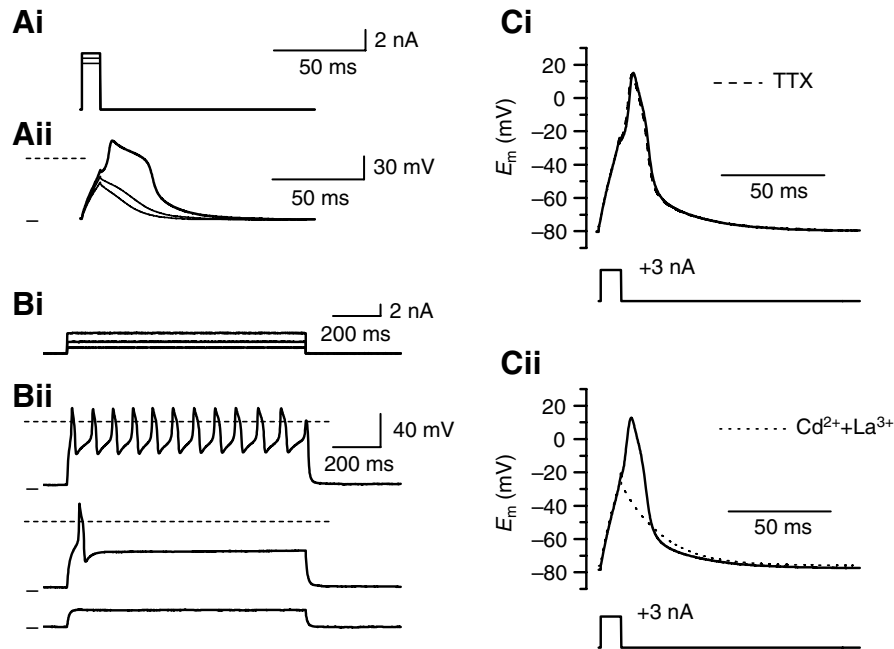 Ai
2 nA
50 ms
Aii
30 mV
50 ms
Bi
2 nA
200 ms
Bii
40 mV
200 ms
Ci
20
0
–20
–40
–60
–80
E_m (mV)
TTX
50 ms
+3 nA
Cii
20
0
–20
–40
–60
–80
E_m (mV)
Cd²⁺+La³⁺
50 ms
+3 nA